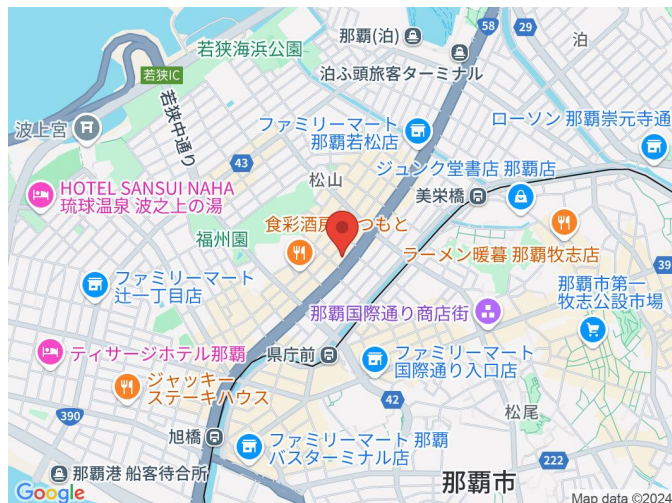 若狭海浜公園
那覇(泊)
58
29
泊
若狭IC
泊ふ頭旅客ターミナル
若狭中通り
波上宮
ファミリーマート
那覇若松店
ローソン 那覇崇元寺通
43
松山
ジュンク堂書店 那覇店
美栄橋
HOTEL SANSUI NAHA
琉球温泉 波之上の湯
福州園
食彩酒房
つもと
ラーメン暖暮 那覇牧志店
39
ファミリーマート
辻一丁目店
那覇市第一
牧志公設市場
那覇国際通り商店街
ティサージホテル那覇
県庁前
ファミリーマート
国際通り入口店
ジャッキー
ステーキハウス
42
松尾
390
旭橋
ファミリーマート 那覇
バスターミナル店
222
那覇港 船客待合所
那覇市
Google
Map data ©2024